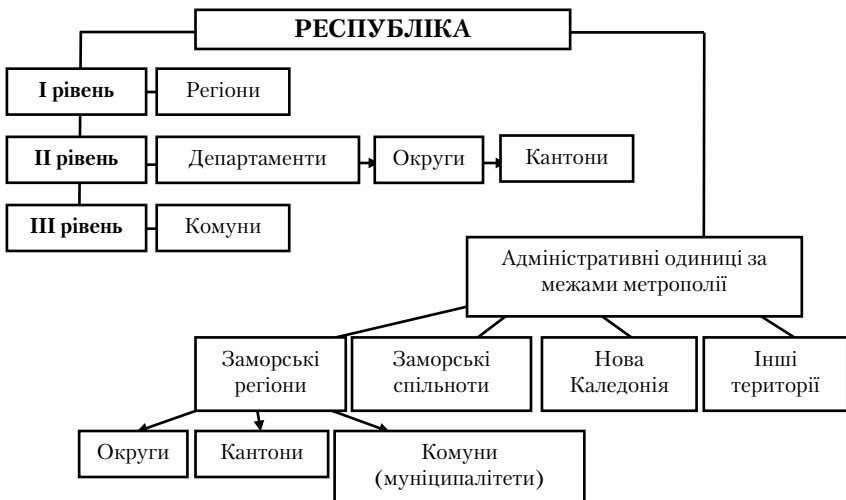 РЕСПУБЛІКА
І рівень
Регіони
ІІ рівень
Департаменти
Округи
Кантони
ІІІ рівень
Комуни
Адміністративні одиниці за
межами метрополії
Заморські
регіони
Заморські
спільноти
Нова
Каледонія
Інші
території
Округи
Кантони
Комуни
(муніципалітети)